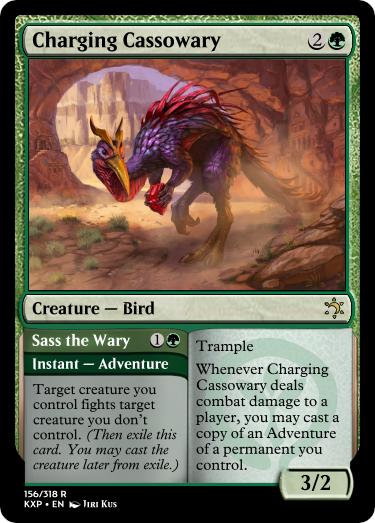 Charging Cassowary 2
Creature — Bird
Sass the Wary 1
Instant — Adventure
Target creature you
control fights target
creature you don't
control. (Then exile this
card. You may cast the
creature later from exile.)
Trample
Whenever Charging
Cassowary deals
combat damage to a
player, you may cast a
copy of an Adventure
of a permanent you
control.
3/2
156/318 R
KXP • EN Jiri Kus